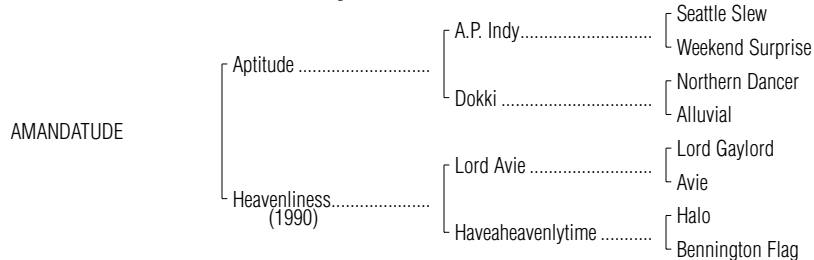 Seattle Slew
A.P. Indy..............................
Weekend Surprise
Aptitude ...........................
Northern Dancer
Dokki ..................................
Alluvial
AMANDATUDE
Lord Gaylord
Lord Avie ...........................
Avie
Heavenliness....................
(1990)
Halo
Haveaheavenlytime ...........
Bennington Flag